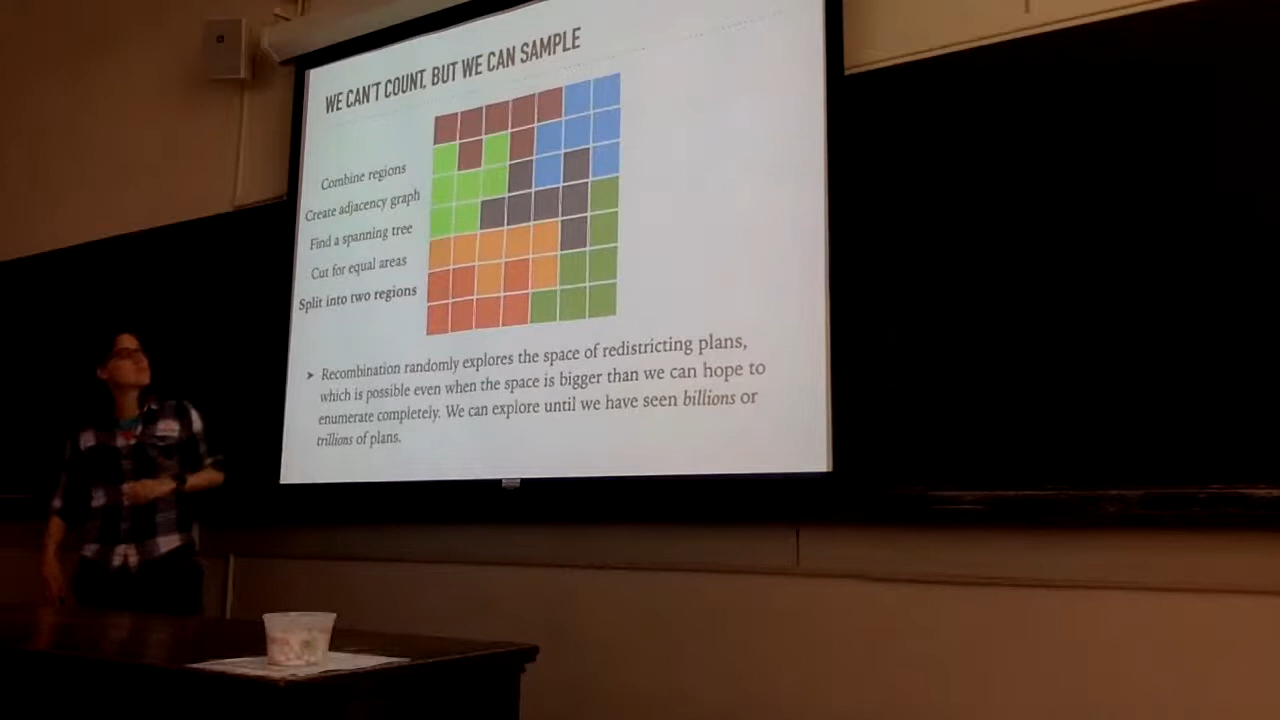 WE CAN'T COUNT, BUT WE CAN SAMPLE
Combine regions
Create adjacency graph
Find a spanning tree
Cut for equal areas
Split into two regions
➤ Recombination randomly explores the space of redistricting plans,
which is possible even when the space is bigger than we can hope to
enumerate completely. We can explore until we have seen billions or
trillions of plans.